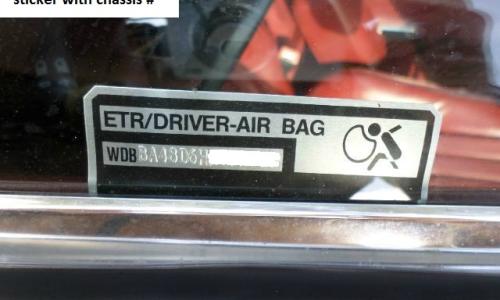 sticker with chassis #
ETR/DRIVER-AIR BAG
WDBBA48D6H